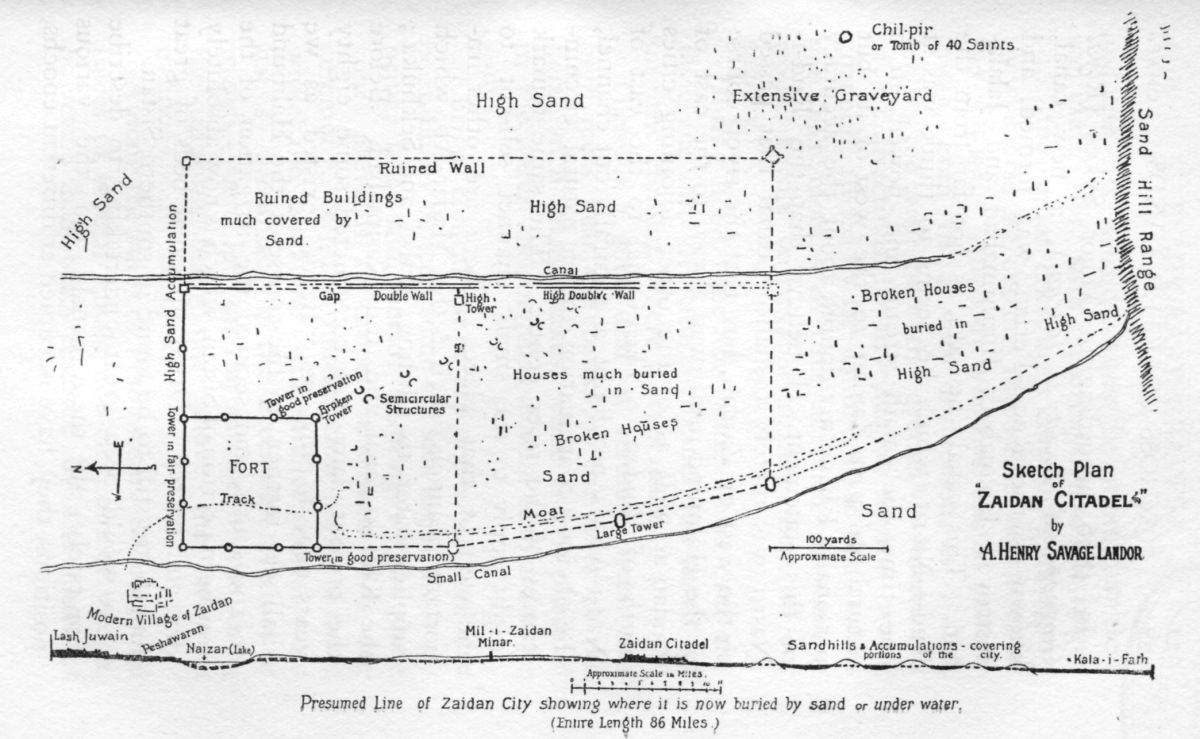 Chil-pir
or Tomb of 40 Saints.
High Sand
Extensive Graveyard
Sand Hill Range
Ruined Wall
High Sand
Ruined Buildings
much covered by
Sand.
High Sand
High Sand Accumulation
Canal
Gap
Double Wall
High
Tower
High Double Wall
Broken Houses
buried in
High Sand
High Sand
Houses much buried
in Sand
Tower in
good preservation
Broken
Tower
Semicircular
Structures
Broken Houses
Sand
Tower in fair preservation
FORT
Track
N
E
S
W
Moat
Large Tower
Sand
Tower in good preservation
Small Canal
100 yards
Approximate Scale
Sketch Plan
of
"ZAIDAN CITADEL"
by
A. HENRY SAVAGE LANDOR
Modern Village of Zaidan
Lash Juwain
Peshawaran
Naizar (Lake)
Mil-i-Zaidan
Minar.
Zaidan Citadel
Sandhills & Accumulations - covering
portions of the city.
Kala-i-Fath
Approximate Scale in Miles.
Presumed Line of Zaidan City showing where it is now buried by sand or under water.
(Entire Length 86 Miles.)